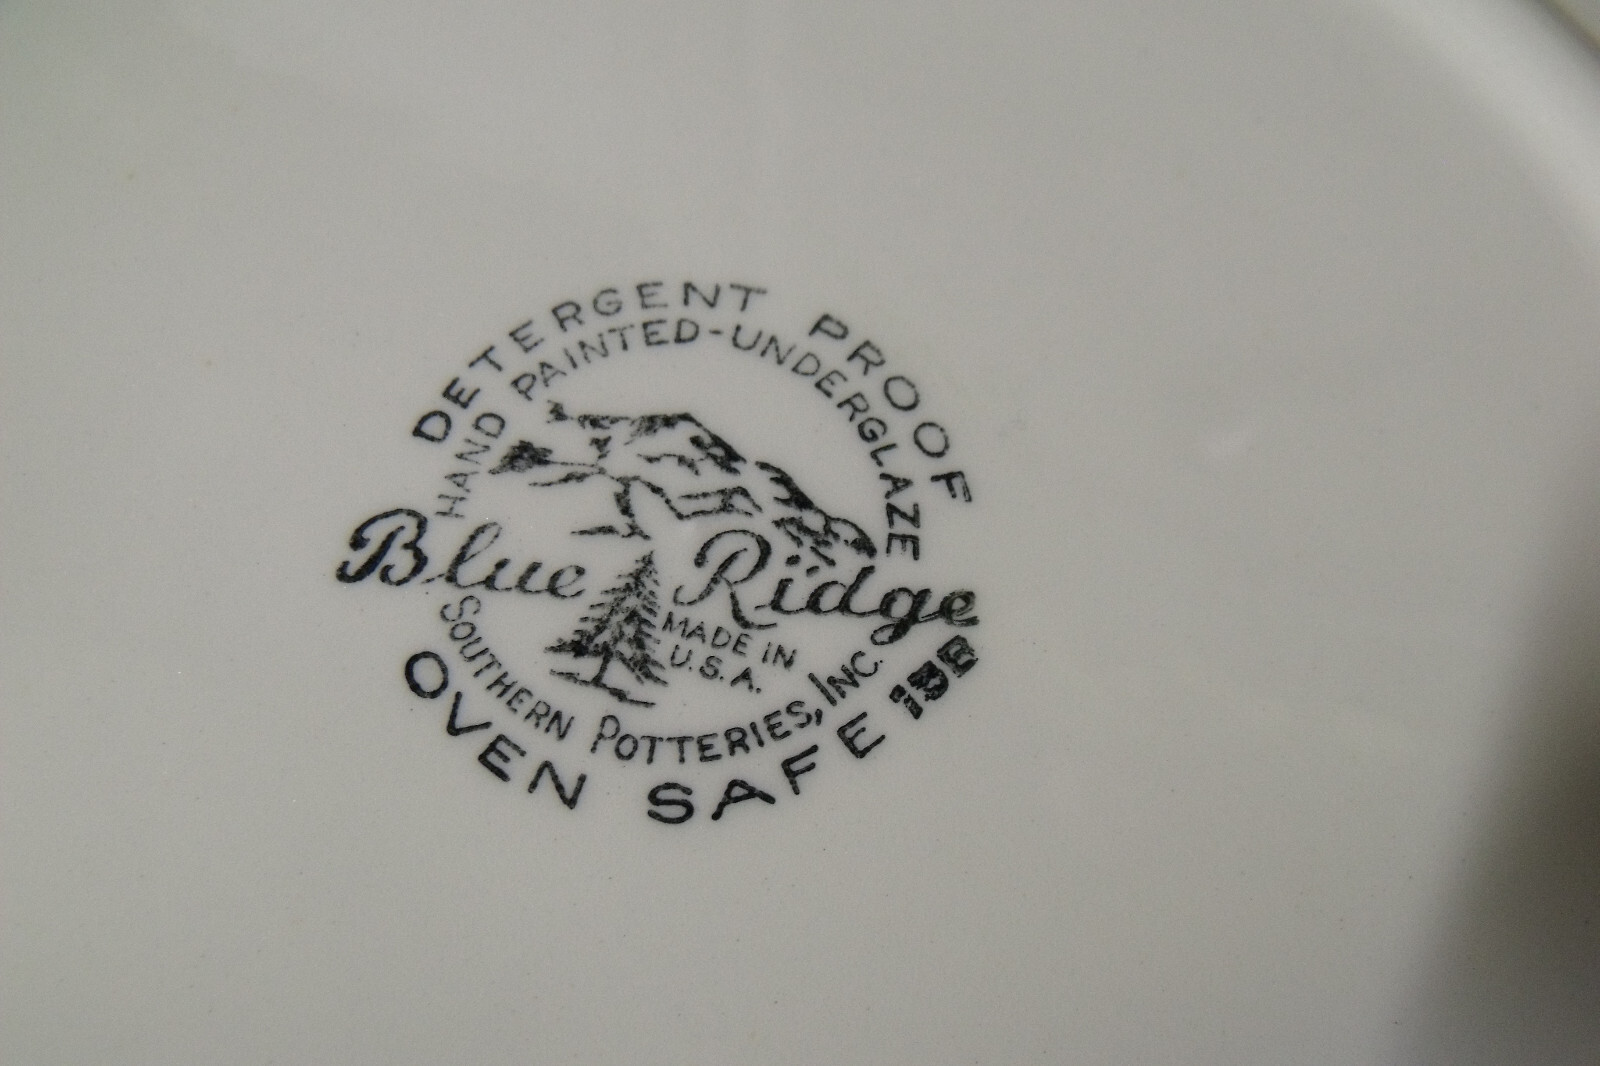 DETERGENT PROOF
HAND PAINTED-UNDERGLAZE
Blue Ridge
MADE IN
U.S.A.
SOUTHERN POTTERIES, INC.
OVEN SAFE